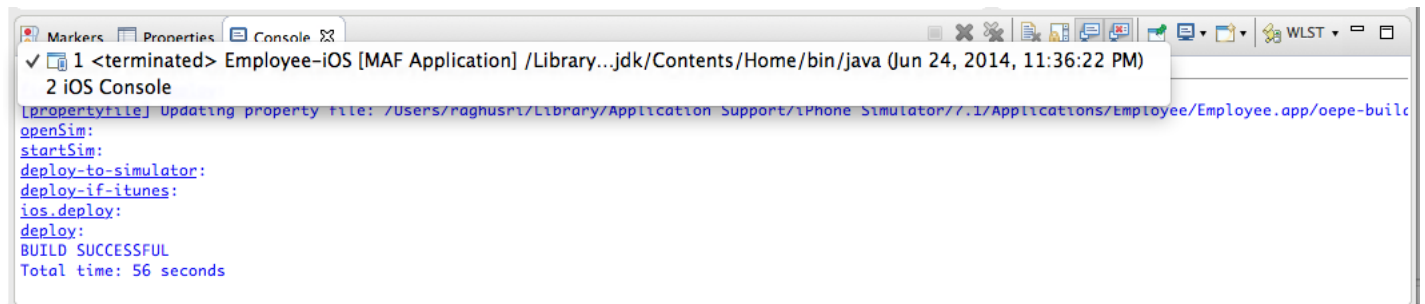 Markers Properties Console WLST
✓ 1 <terminated> Employee-iOS [MAF Application] /Library...jdk/Contents/Home/bin/java (Jun 24, 2014, 11:36:22 PM)
2 iOS Console
[propertyfile] Updating property file: /Users/raghusri/Library/Application Support/iPhone Simulator/7.1/Applications/Employee/Employee.app/oepe-build
openSim:
startSim:
deploy-to-simulator:
deploy-if-itunes:
ios.deploy:
deploy:
BUILD SUCCESSFUL
Total time: 56 seconds